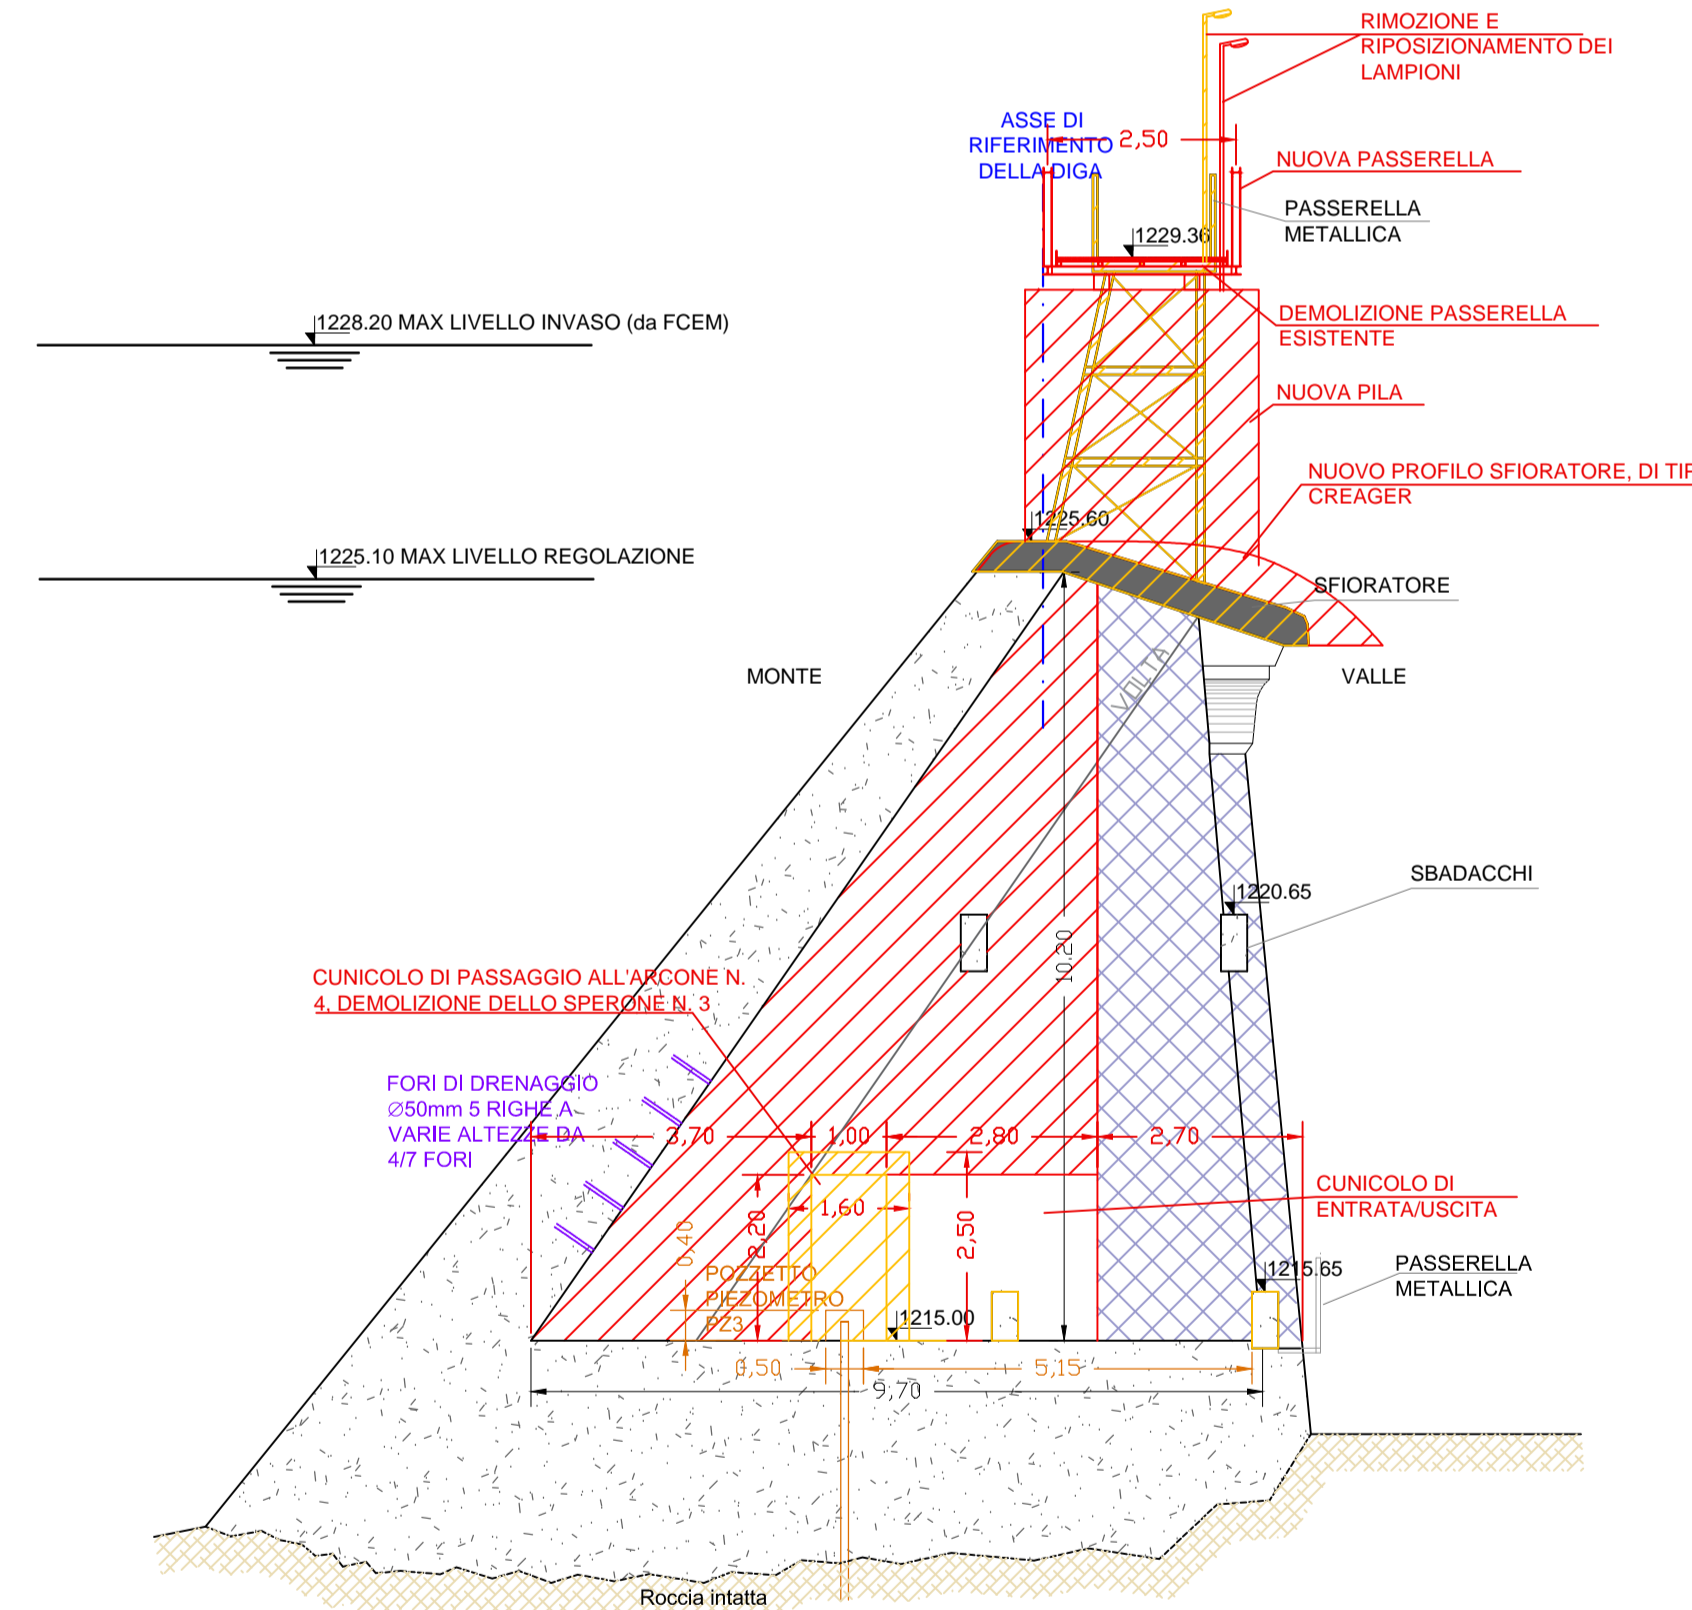 RIMOZIONE E
RIPOSIZIONAMENTO DEI
LAMPIONI
ASSE DI
RIFERIMENTO
DELLA DIGA
2,50
NUOVA PASSERELLA
PASSERELLA
METALLICA
1229.36
1228.20 MAX LIVELLO INVASO (da FCEM)
DEMOLIZIONE PASSERELLA
ESISTENTE
NUOVA PILA
NUOVO PROFILO SFIORATORE, DI TIP
CREAGER
1225.60
1225.10 MAX LIVELLO REGOLAZIONE
SFIORATORE
MONTE
VOLTA
VALLE
SBADACCHI
1220.65
10,20
CUNICOLO DI PASSAGGIO ALL'ARCONE N.
4, DEMOLIZIONE DELLO SPERONE N. 3
FORI DI DRENAGGIO
Ø50mm 5 RIGHE A
VARIE ALTEZZE DA
4/7 FORI
3,70
1,00
2,80
2,70
CUNICOLO DI
ENTRATA/USCITA
1,60
2,20
2,50
0,40
PASSERELLA
METALLICA
1215.65
POZZETTO
PIEZOMETRO
PZ3
1215.00
0,50
5,15
9,70
Roccia intatta